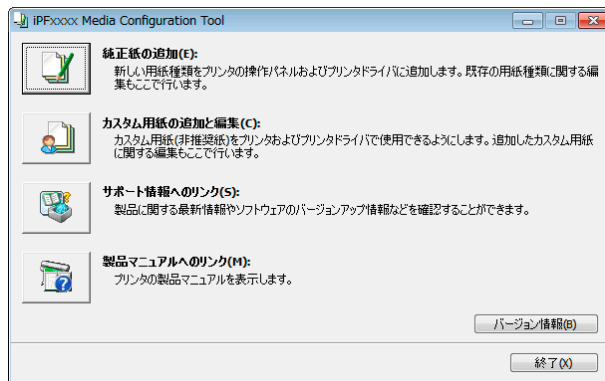 iPFxxxx Media Configuration Tool
純正紙の追加(E):
新しい用紙種類をプリンタの操作パネルおよびプリンタドライバに追加します。既存の用紙種類に関する編
集もここで行います。
カスタム用紙の追加と編集(C):
カスタム用紙(非推奨紙)をプリンタおよびプリンタドライバで使用できるようにします。追加したカスタム用紙
に関する編集もここで行います。
サポート情報へのリンク(S):
製品に関する最新情報やソフトウェアのバージョンアップ情報などを確認することができます。
製品マニュアルへのリンク(M):
プリンタの製品マニュアルを表示します。
バージョン情報(B)
終了(X)